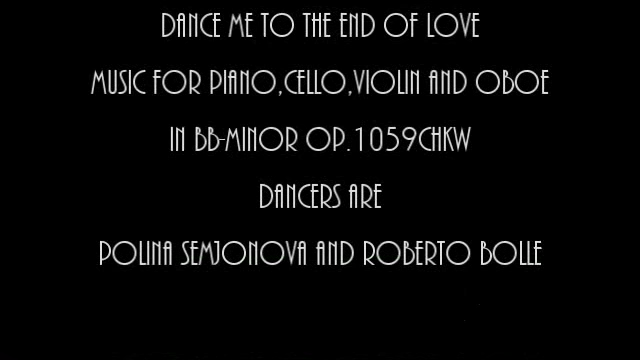 DANCE ME TO THE END OF LOVE
MUSIC FOR PIANO,CELLO,VIOLIN AND OBOE
IN BB-MINOR OP.1059CHKW
DANCERS ARE
POLINA SEMJONOVA AND ROBERTO BOLLE